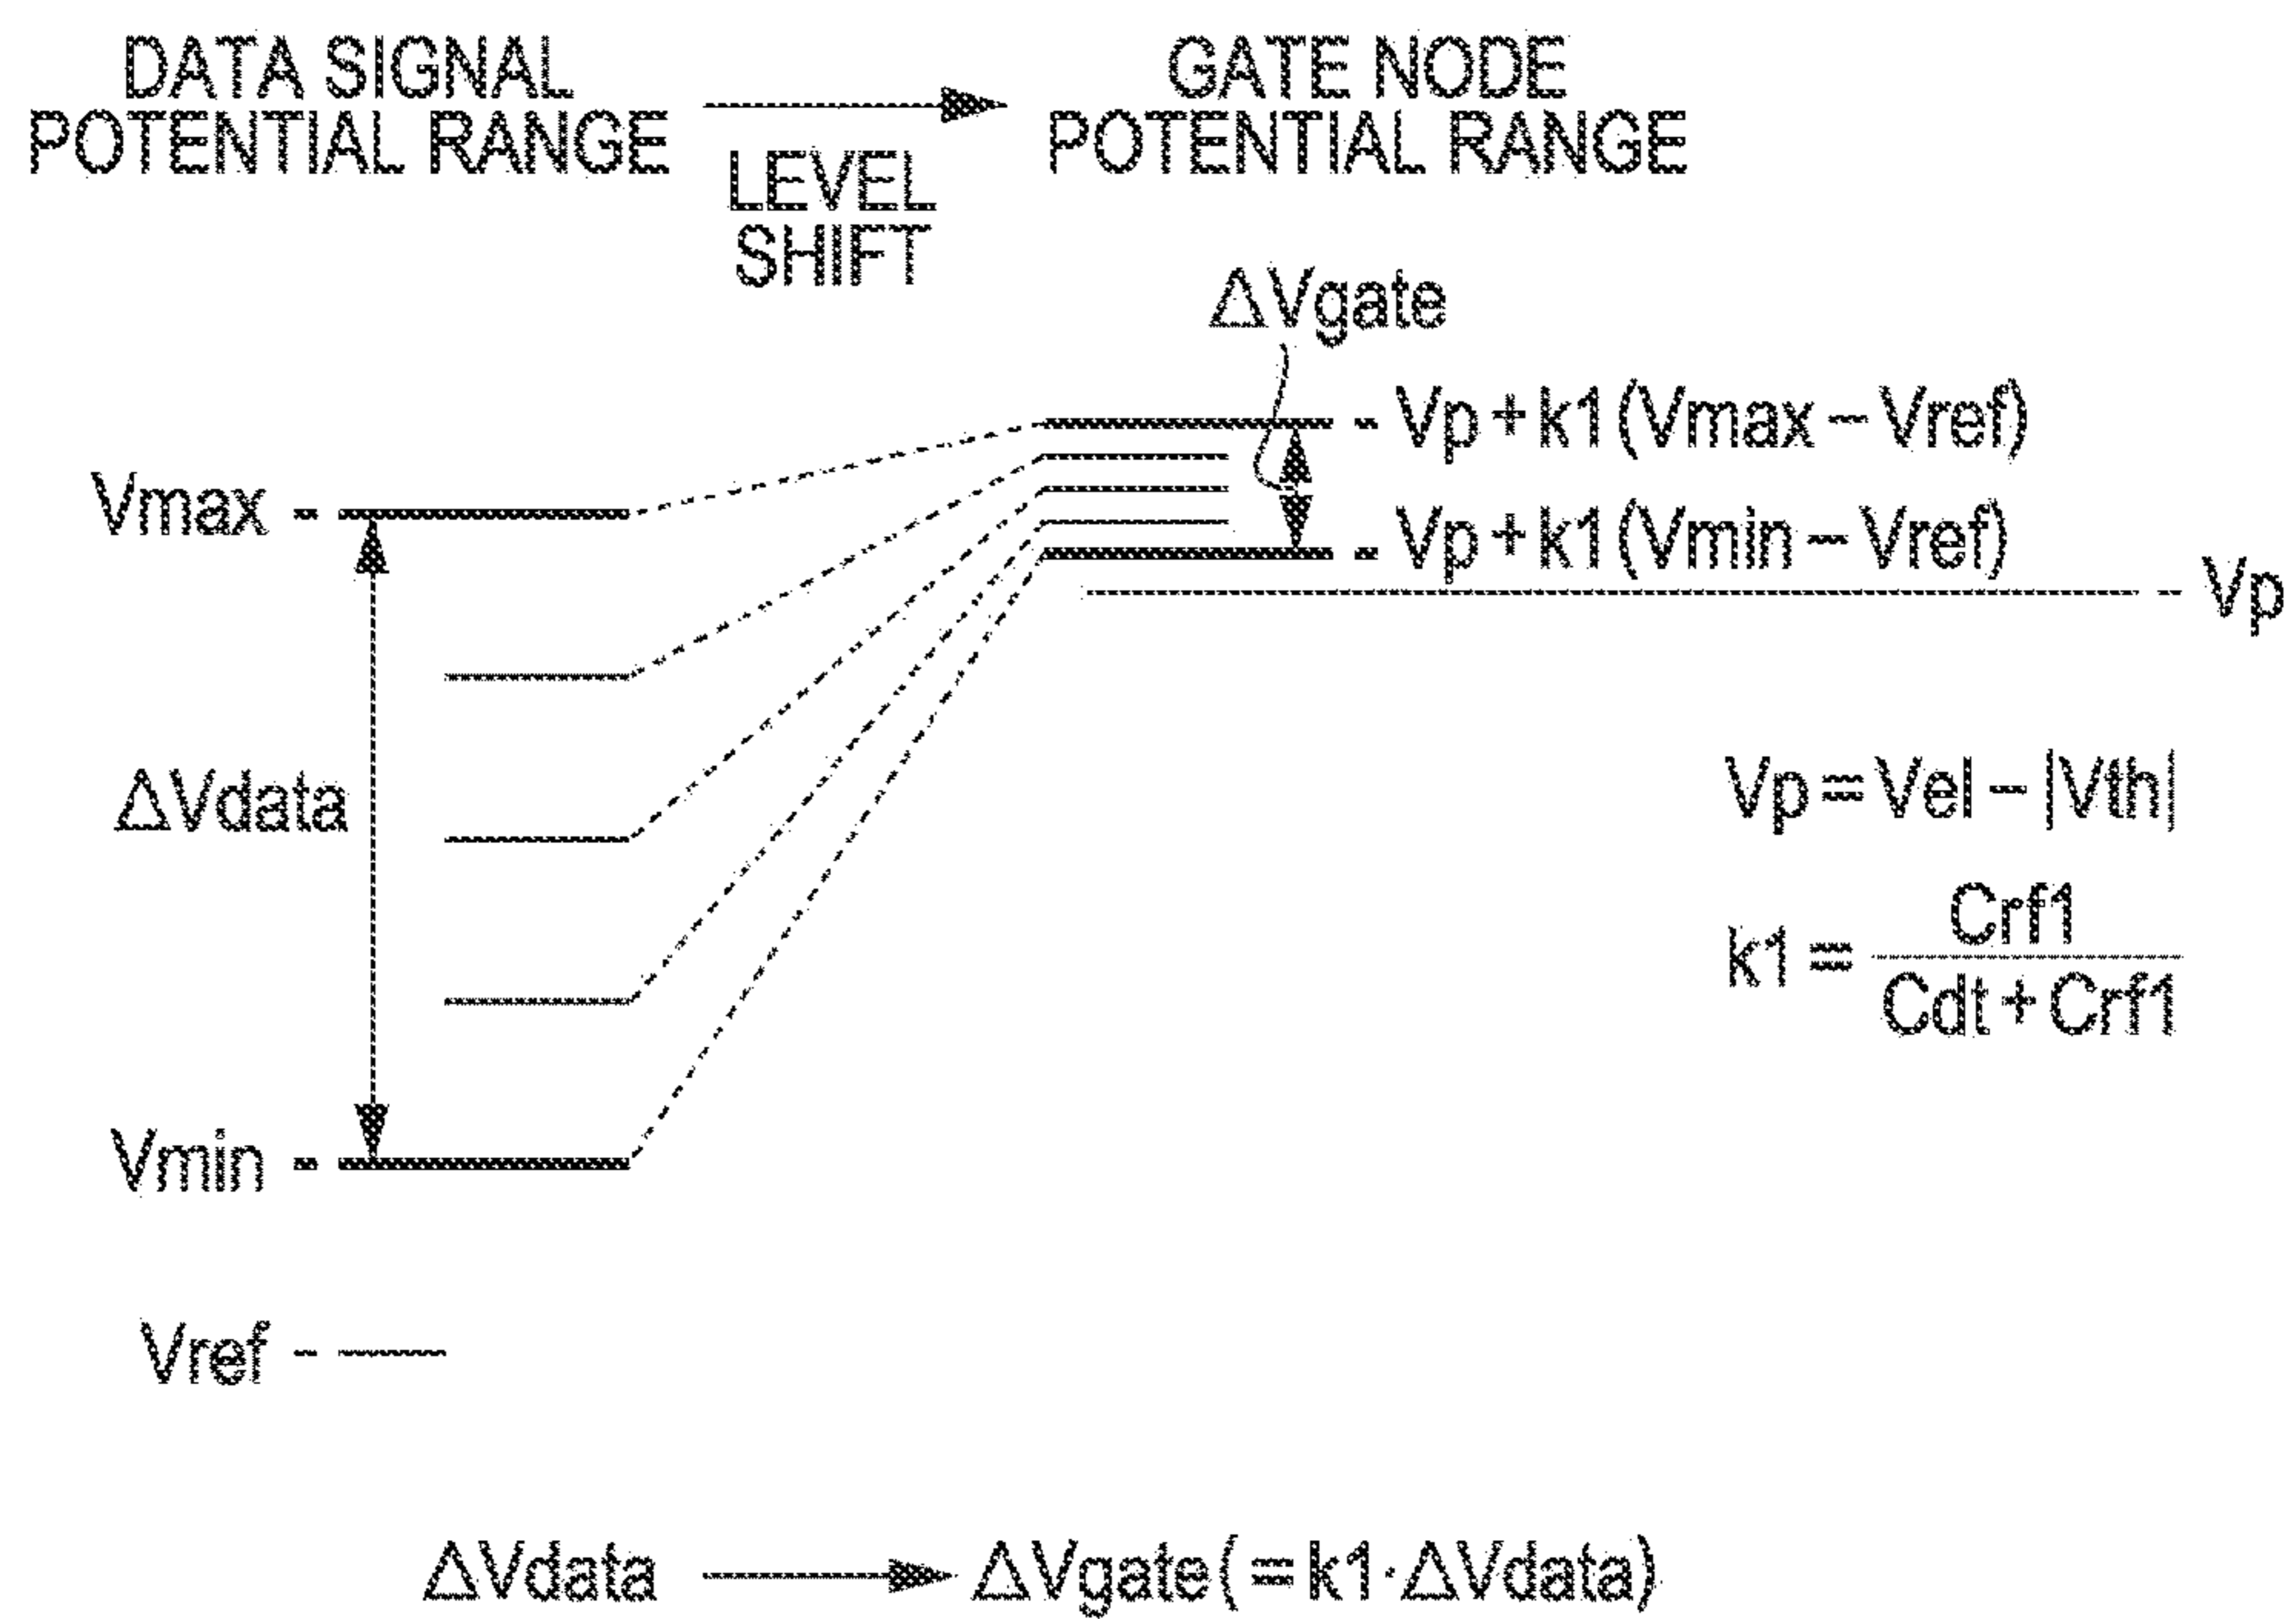 DATA SIGNAL
POTENTIAL RANGE
LEVEL
SHIFT
GATE NODE
POTENTIAL RANGE
ΔVgate
Vp + k1 (Vmax − Vref)
Vmax
Vp + k1 (Vmin − Vref)
Vp
ΔVdata
Vp = Vel − |Vth|
k1 = Crf1 / Cdt + Crf1
Vmin
Vref
ΔVdata → ΔVgate (= k1·ΔVdata)